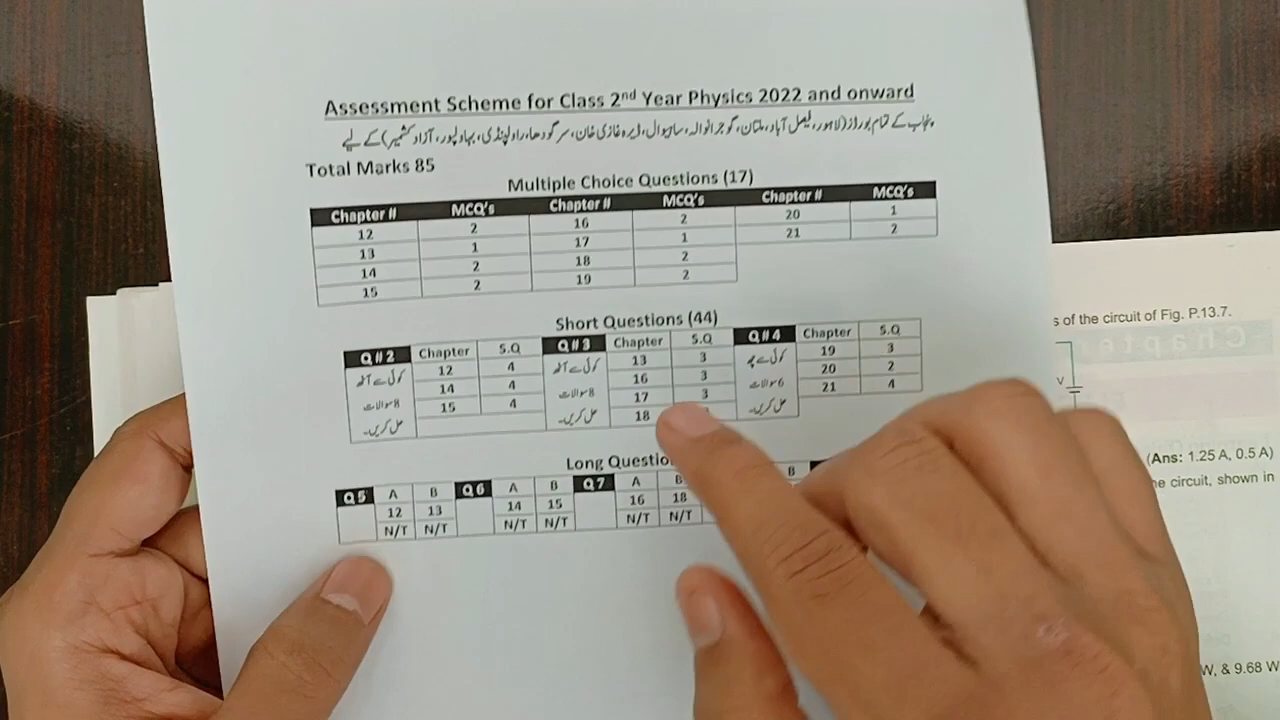 Assessment Scheme for Class 2nd Year Physics 2022 and onward
پنجاب کے تمام بورڈز (لاہور، فیصل آباد، ملتان، گوجرانوالہ، ساہیوال، ڈیرہ غازی خان، سرگودھا، راولپنڈی، بہاولپور، آزاد کشمیر) کے لیے
Total Marks 85
Multiple Choice Questions (17)
Chapter # MCQ's Chapter # MCQ's Chapter # MCQ's
12 2 16 2 20 1
13 1 17 1 21 2
14 2 18 2
15 2 19 2
Short Questions (44)
Q#2 Chapter S.Q Q#3 Chapter S.Q Q#4 Chapter S.Q
کوئی سے آٹھ 12 4 کوئی سے آٹھ 13 3 کوئی سے چھ 19 3
8 سوالات 14 4 8 سوالات 16 3 6 سوالات 20 2
حل کریں۔ 15 4 حل کریں۔ 17 3 حل کریں۔ 21 4
18
Long
Q5 A B Q6 A B Q7 A B B
12 13 14 15 16 18
N/T N/T N/T N/T N/T N/T
s of the circuit of Fig. P.13.7.
Chapte
V
(Ans: 1.25 A, 0.5 A)
e circuit, shown in
W, & 9.68 W